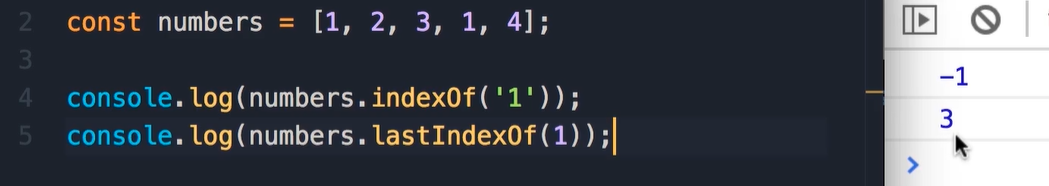 2 const numbers = [1, 2, 3, 1, 4];
3
4 console.log(numbers.indexOf('1'));
5 console.log(numbers.lastIndexOf(1));
-1
3
>